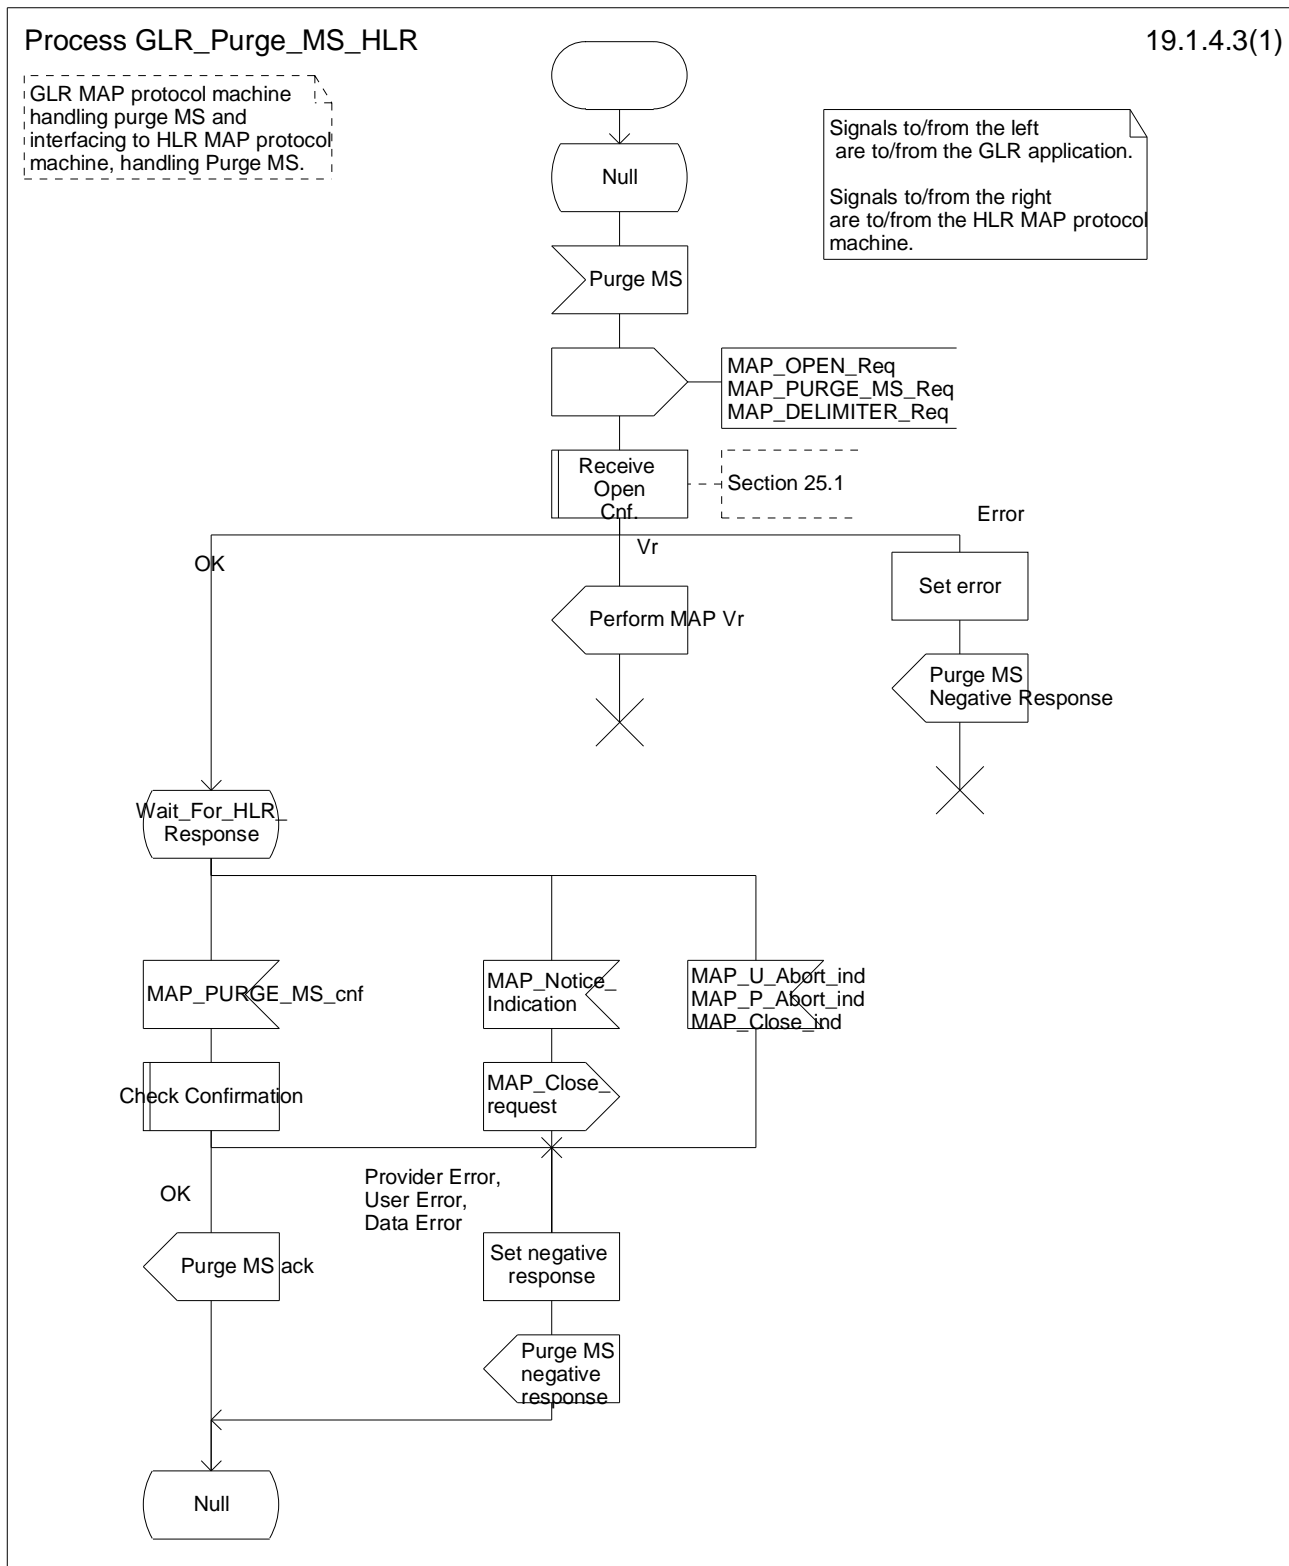 Process GLR_Purge_MS_HLR
19.1.4.3(1)
GLR MAP protocol machine
handling purge MS and
interfacing to HLR MAP protocol
machine, handling Purge MS.
Signals to/from the left
are to/from the GLR application.
Signals to/from the right
are to/from the HLR MAP protocol
machine.
Null
Purge MS
MAP_OPEN_Req
MAP_PURGE_MS_Req
MAP_DELIMITER_Req
Receive
Open
Cnf.
Section 25.1
Error
Vr
OK
Set error
Perform MAP Vr
Purge MS
Negative Response
Wait_For_HLR_
Response
MAP_PURGE_MS_cnf
MAP_Notice_
Indication
MAP_U_Abort_ind
MAP_P_Abort_ind
MAP_Close_ind
Check Confirmation
MAP_Close_
request
OK
Provider Error,
User Error,
Data Error
Purge MS ack
Set negative
response
Purge MS
negative
response
Null